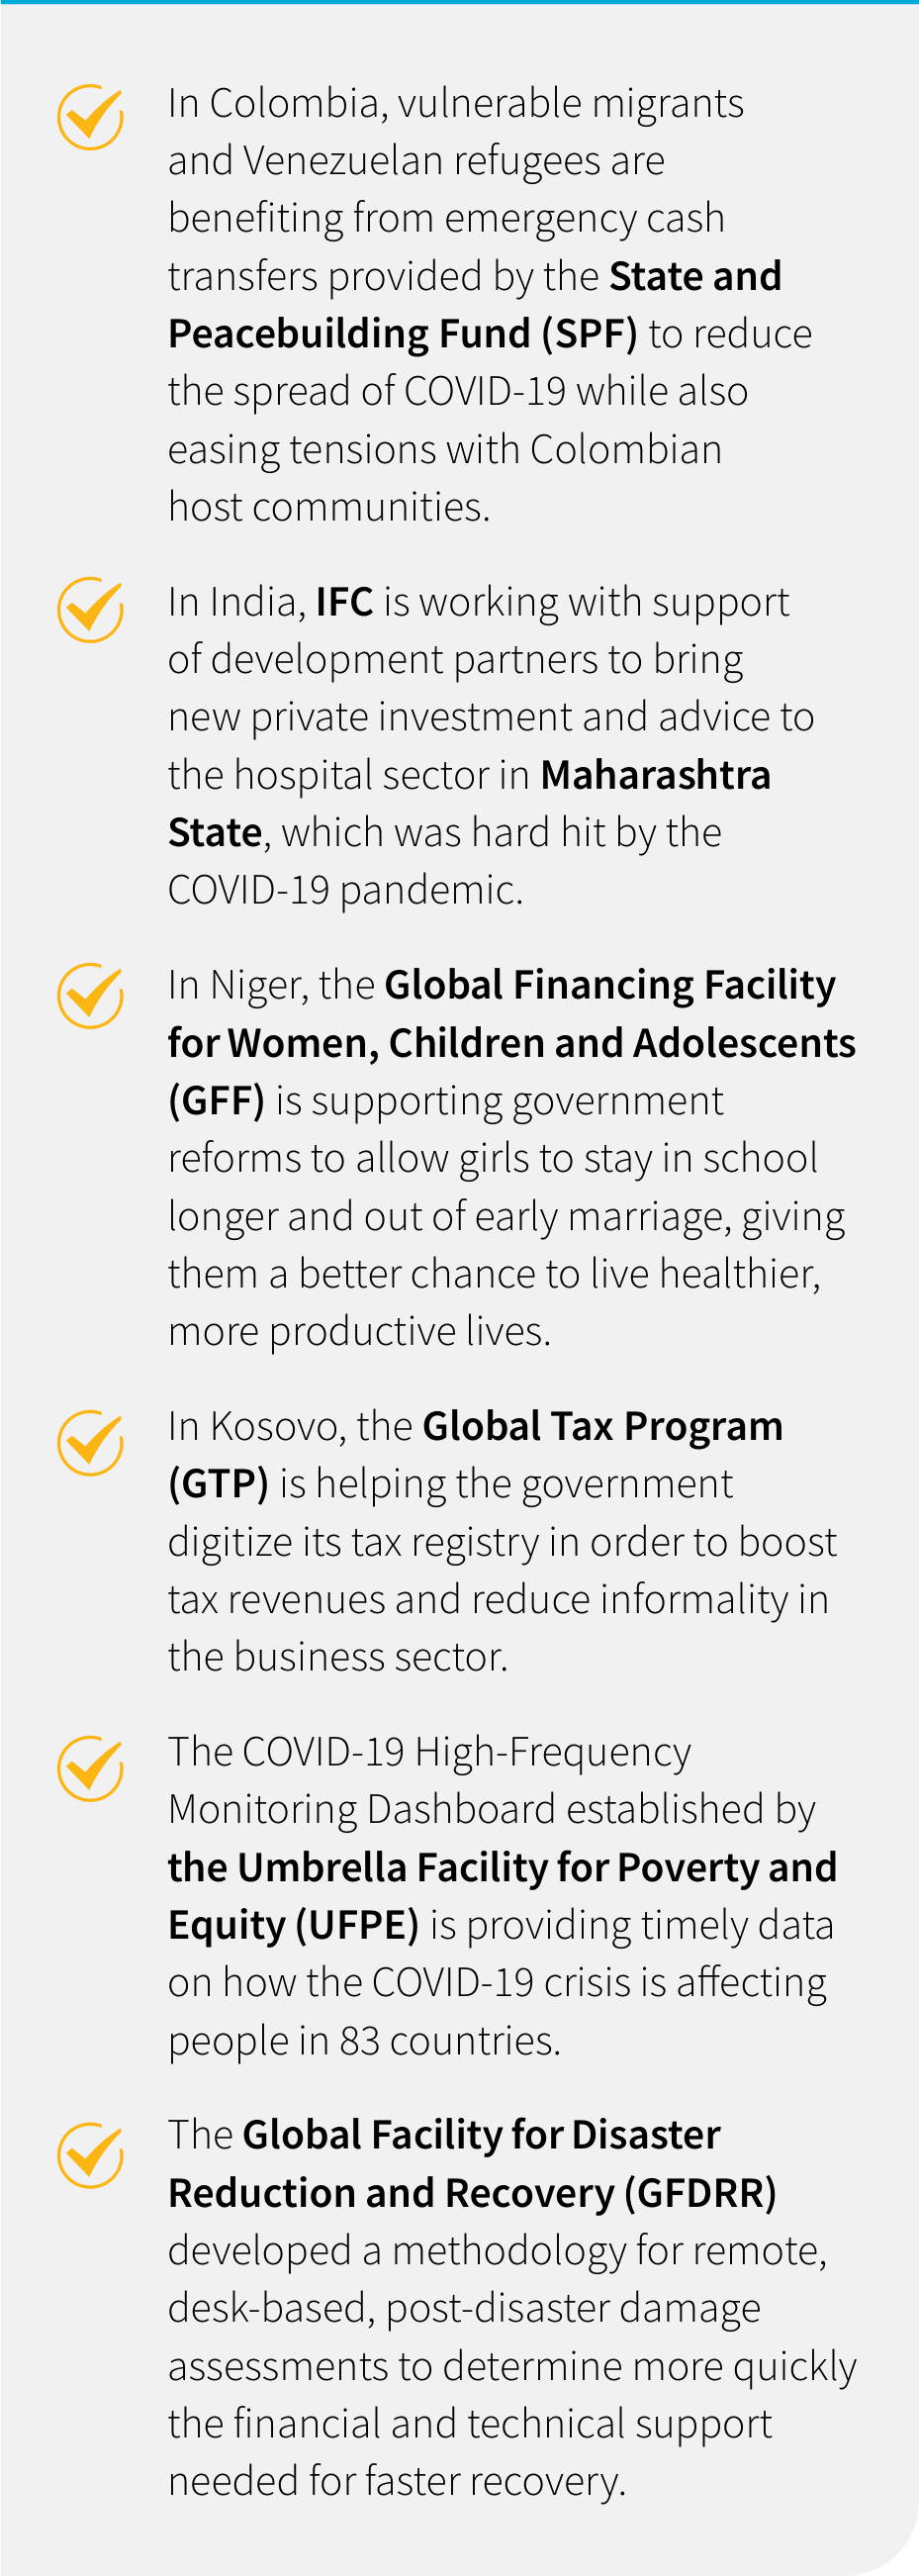 In Colombia, vulnerable migrants
and Venezuelan refugees are
benefiting from emergency cash
transfers provided by the State and
Peacebuilding Fund (SPF) to reduce
the spread of COVID-19 while also
easing tensions with Colombian
host communities.
In India, IFC is working with support
of development partners to bring
new private investment and advice to
the hospital sector in Maharashtra
State, which was hard hit by the
COVID-19 pandemic.
In Niger, the Global Financing Facility
for Women, Children and Adolescents
(GFF) is supporting government
reforms to allow girls to stay in school
longer and out of early marriage, giving
them a better chance to live healthier,
more productive lives.
In Kosovo, the Global Tax Program
(GTP) is helping the government
digitize its tax registry in order to boost
tax revenues and reduce informality in
the business sector.
The COVID-19 High-Frequency
Monitoring Dashboard established by
the Umbrella Facility for Poverty and
Equity (UFPE) is providing timely data
on how the COVID-19 crisis is affecting
people in 83 countries.
The Global Facility for Disaster
Reduction and Recovery (GFDRR)
developed a methodology for remote,
desk-based, post-disaster damage
assessments to determine more quickly
the financial and technical support
needed for faster recovery.